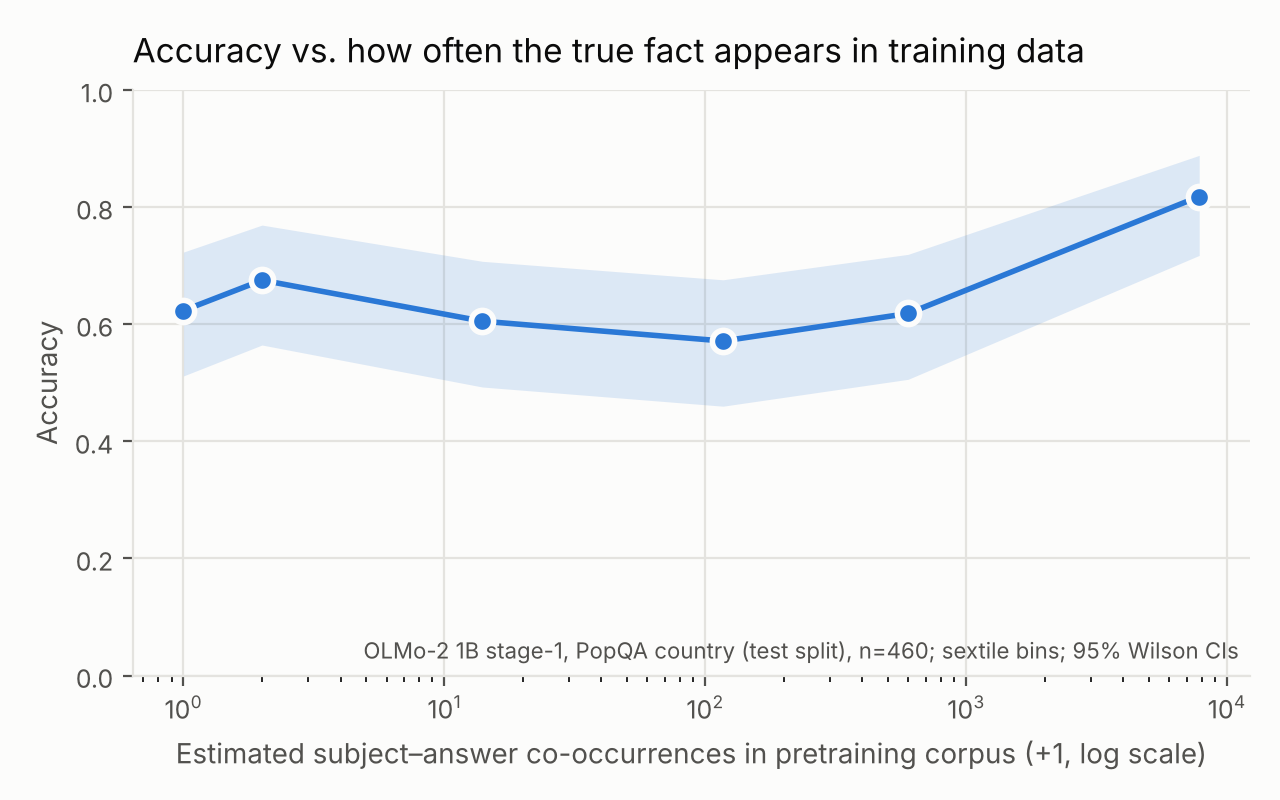 Accuracy vs. how often the true fact appears in training data
1.0
0.8
0.6
0.4
0.2
0.0
Accuracy
OLMo-2 1B stage-1, PopQA country (test split), n=460; sextile bins; 95% Wilson CIs
10⁰ 10¹ 10² 10³ 10⁴
Estimated subject–answer co-occurrences in pretraining corpus (+1, log scale)